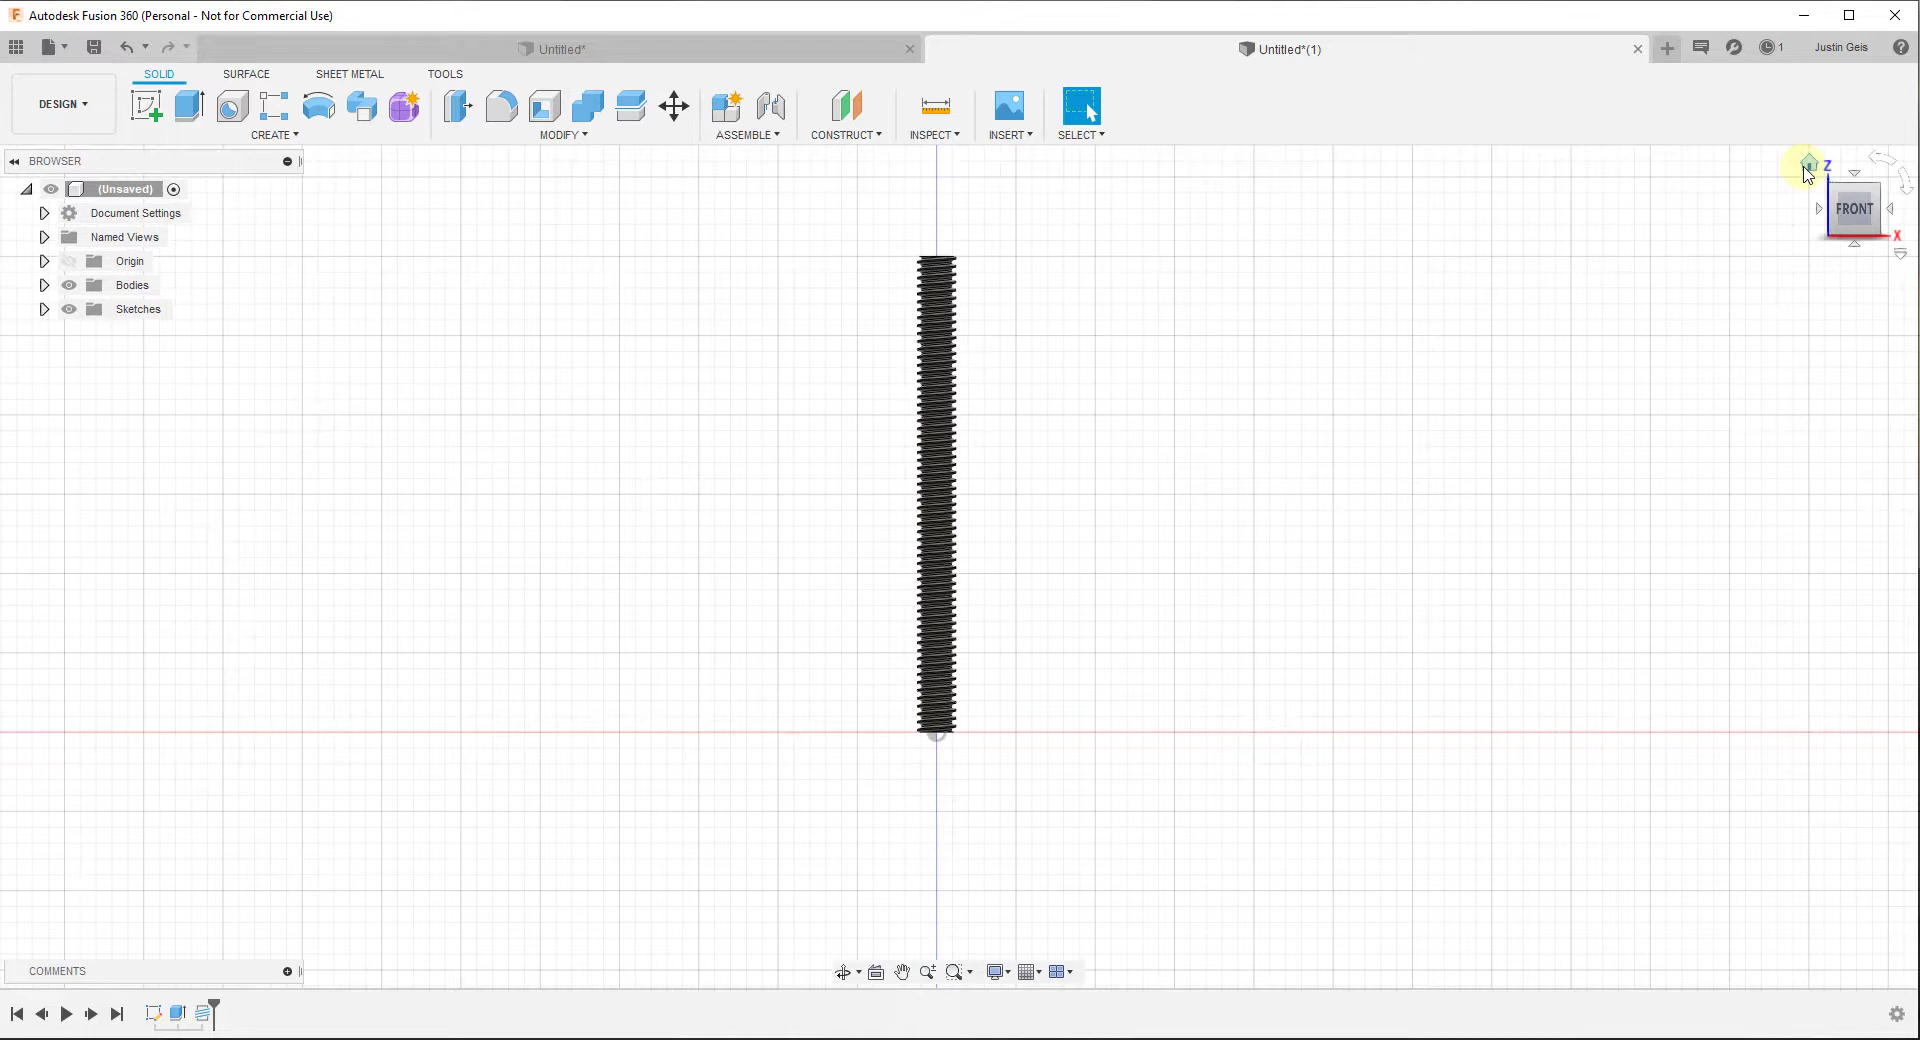 Autodesk Fusion 360 (Personal - Not for Commercial Use)
Untitled*
Untitled*(1)
1
Justin Geis
DESIGN
SOLID
SURFACE
SHEET METAL
TOOLS
CREATE
MODIFY
ASSEMBLE
CONSTRUCT
INSPECT
INSERT
SELECT
BROWSER
(Unsaved)
Document Settings
Named Views
Origin
Bodies
Sketches
Z
FRONT
X
COMMENTS